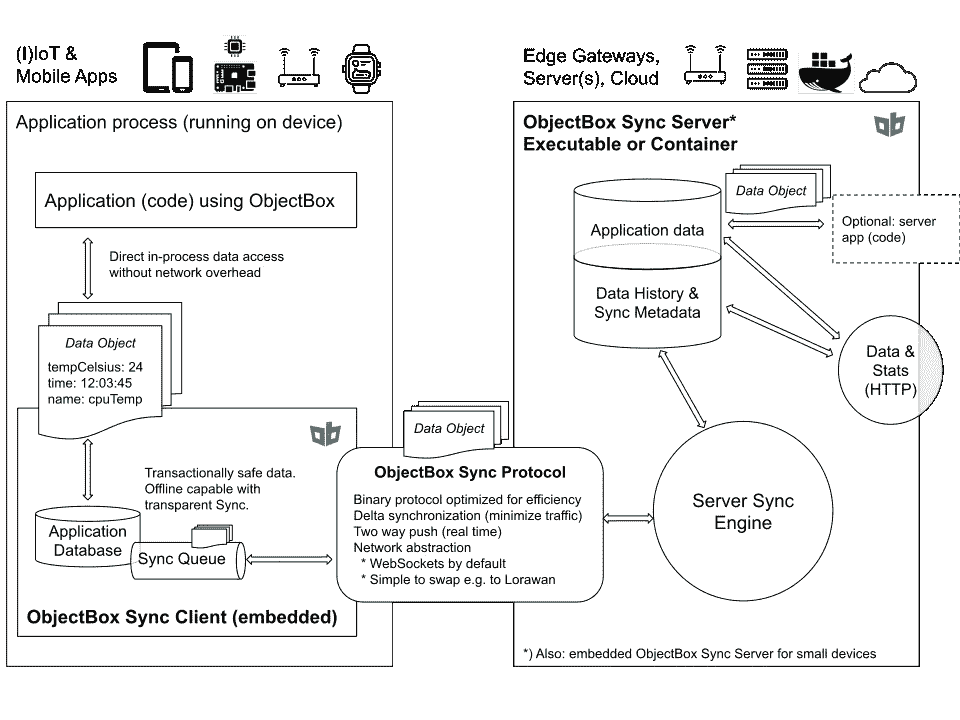 (I)IoT &
Mobile Apps
Application process (running on device)
Application (code) using ObjectBox
Direct in-process data access
without network overhead
Data Object
tempCelsius: 24
time: 12:03:45
name: cpuTemp
Transactionally safe data.
Offline capable with
transparent Sync.
Application
Database
Sync Queue
ObjectBox Sync Client (embedded)
Data Object
ObjectBox Sync Protocol
Binary protocol optimized for efficiency
Delta synchronization (minimize traffic)
Two way push (real time)
Network abstraction
* WebSockets by default
* Simple to swap e.g. to Lorawan
Edge Gateways,
Server(s), Cloud
ObjectBox Sync Server*
Executable or Container
Data Object
Application data
Optional: server
app (code)
Data History &
Sync Metadata
Data &
Stats
(HTTP)
Server Sync
Engine
*) Also: embedded ObjectBox Sync Server for small devices